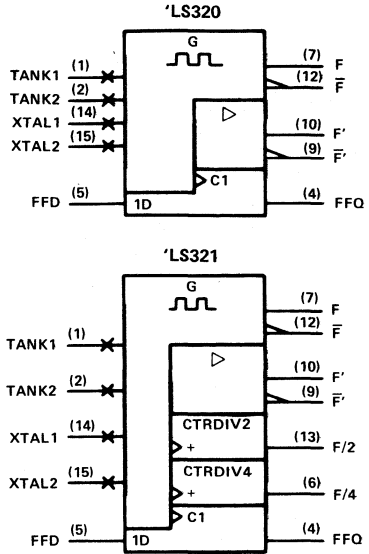 'LS320
G
TANK1 (1)
TANK2 (2)
XTAL1 (14)
XTAL2 (15)
FFD (5)
1D
C1
(7) F
(12) F̅
(10) F'
(9) F̅'
(4) FFQ
'LS321
G
TANK1 (1)
TANK2 (2)
XTAL1 (14)
XTAL2 (15)
FFD (5)
1D
CTRDIV2
+
CTRDIV4
+
C1
(7) F
(12) F̅
(10) F'
(9) F̅'
(13) F/2
(6) F/4
(4) FFQ